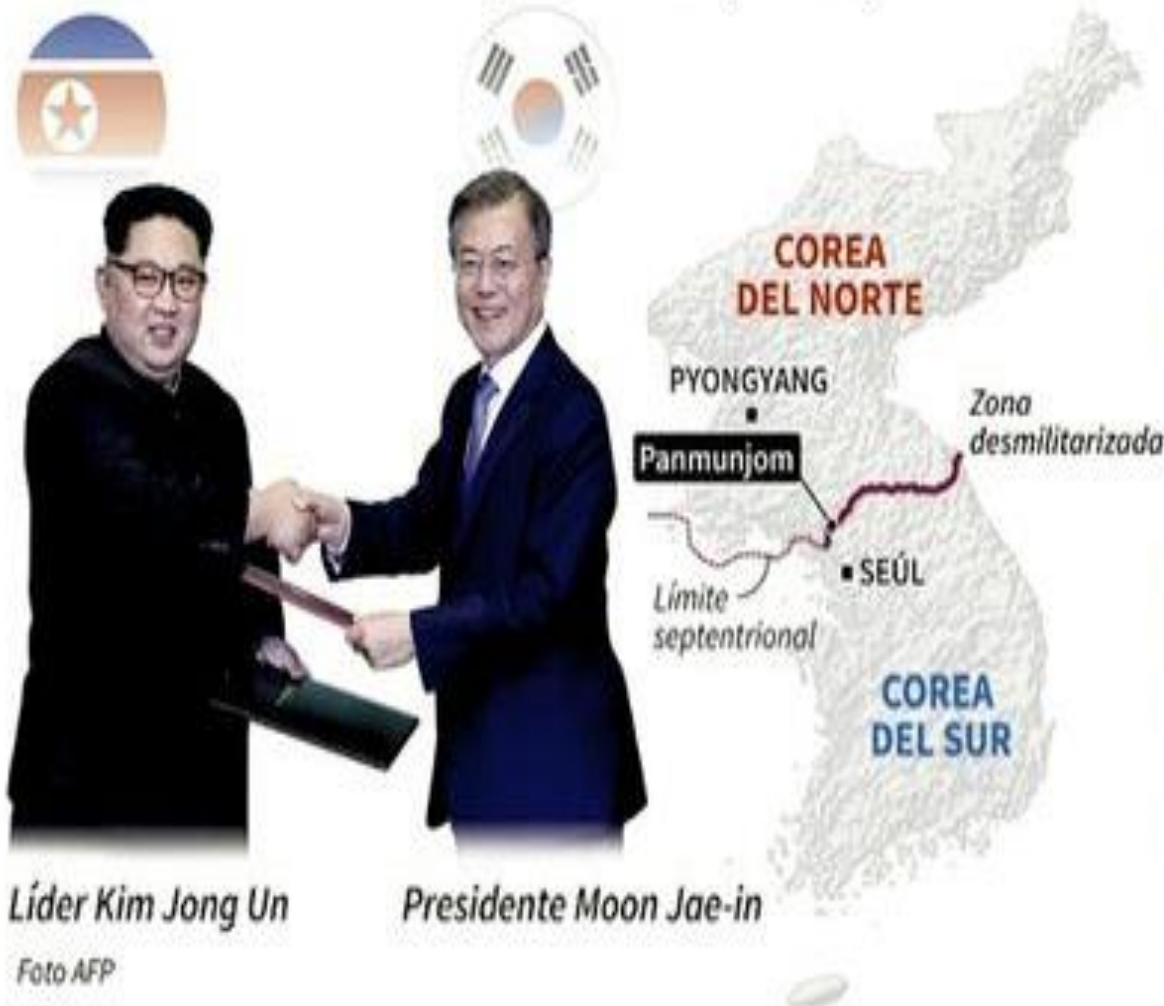 COREA
DEL NORTE
PYONGYANG
Zona
desmilitarizada
Panmunjom
SEÚL
Límite
septentrional
COREA
DEL SUR
Líder Kim Jong Un
Presidente Moon Jae-in
Foto AFP